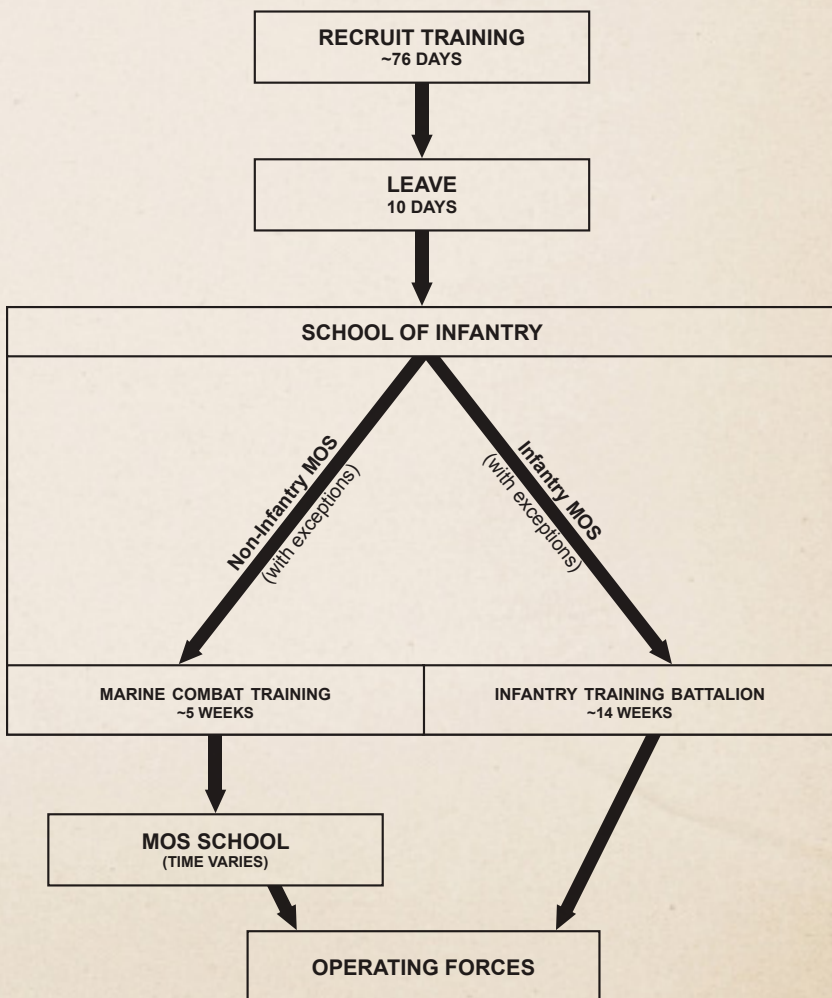 RECRUIT TRAINING
~76 DAYS
LEAVE
10 DAYS
SCHOOL OF INFANTRY
Non-Infantry MOS
(with exceptions)
Infantry MOS
(with exceptions)
MARINE COMBAT TRAINING
~5 WEEKS
INFANTRY TRAINING BATTALION
~14 WEEKS
MOS SCHOOL
(TIME VARIES)
OPERATING FORCES